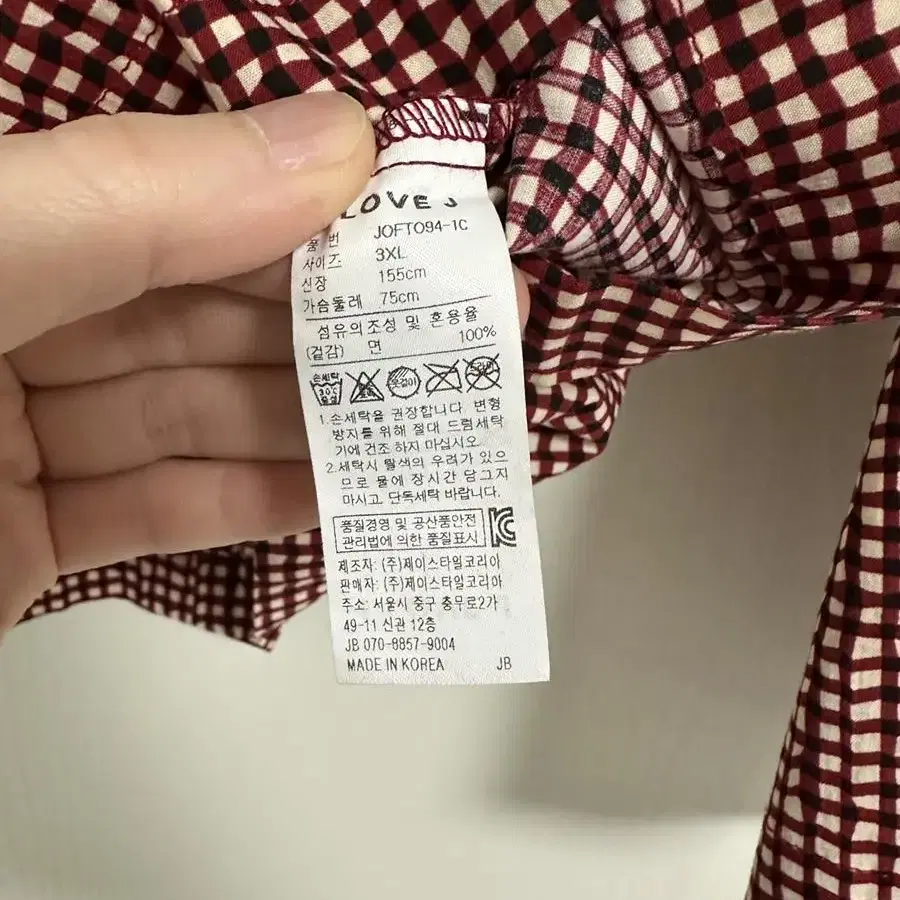 LOVE J
품 번 JOFTO94-1C
사이즈 3XL
신장 155cm
가슴둘레 75cm
섬유의조성 및 혼용율
(겉감) 면 100%
손세탁 30℃ 옷걸이
1.손세탁을 권장합니다. 변형
방지를 위해 절대 드럼세탁
기에 건조 하지 마십시오.
2.세탁시 탈색의 우려가 있으
므로 물에 장시간 담그지
마시고, 단독세탁 바랍니다.
품질경영 및 공산품안전
관리법에 의한 품질표시
제조자: (주)제이스타일코리아
판매자: (주)제이스타일코리아
주소: 서울시 중구 충무로2가
49-11 신관 12층
JB 070-8857-9004
MADE IN KOREA JB